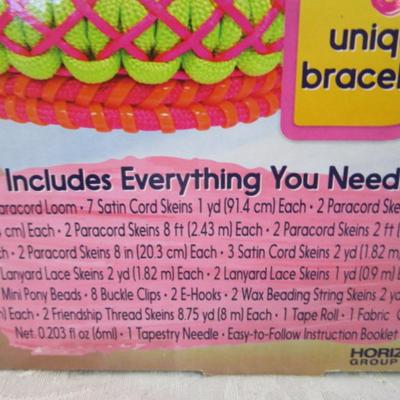 uniq
bracel
Includes Everything You Need
aracord Loom • 7 Satin Cord Skeins 1 yd (91.4 cm) Each • 2 Paracord Ske
cm) Each • 2 Paracord Skeins 8 ft (2.43 m) Each • 2 Paracord Skeins 2 ft (
ch • 2 Paracord Skeins 8 in (20.3 cm) Each • 3 Satin Cord Skeins 2 yd (1.82 m
Lanyard Lace Skeins 2 yd (1.82 m) Each • 2 Lanyard Lace Skeins 1 yd (0.9 m) E
Mini Pony Beads • 8 Buckle Clips • 2 E-Hooks • 2 Wax Beading String Skeins 2 yd
m) Each • 2 Friendship Thread Skeins 8.75 yd (8 m) Each • 1 Tape Roll • 1 Fabric
Net. 0.203 fl oz (6ml) • 1 Tapestry Needle • Easy-to-Follow Instruction Booklet
HORIZ
GROUP